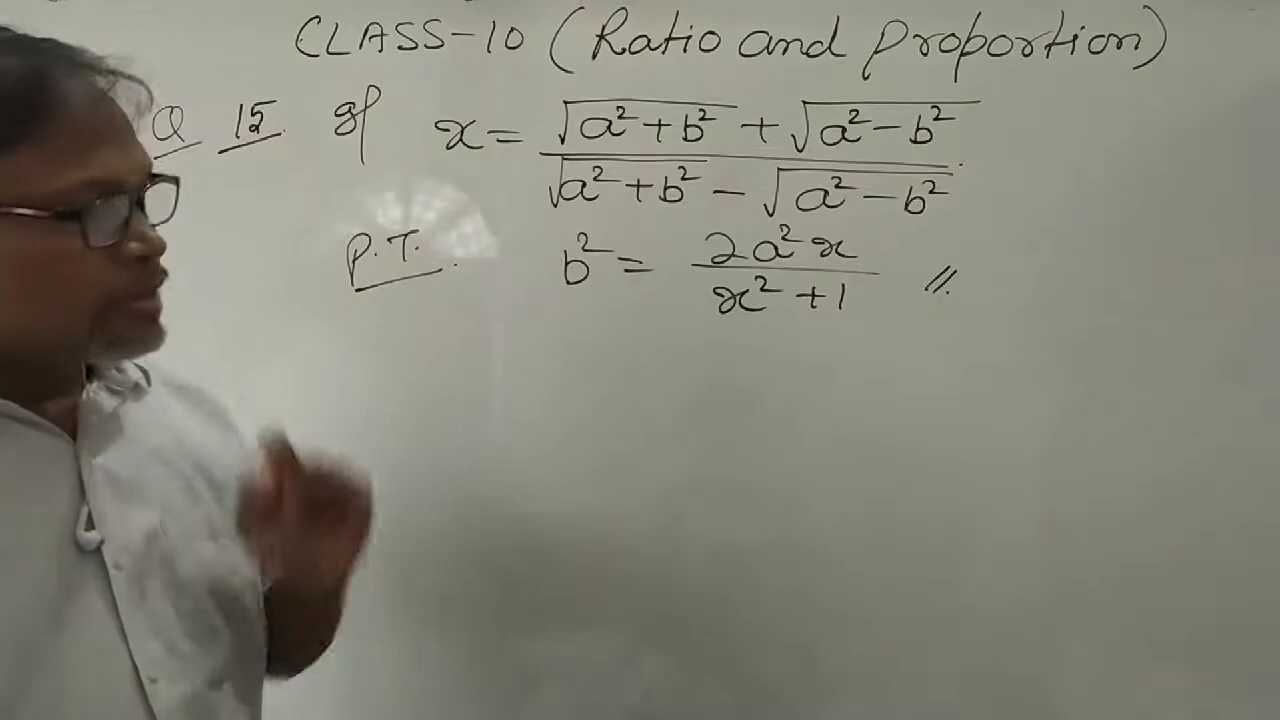 CLASS-10 (Ratio and Proportion)
Q 15. If x = (√(a²+b²) + √(a²-b²)) / (√(a²+b²) - √(a²-b²)).
P.T. b² = 2a²x / (x²+1) //.